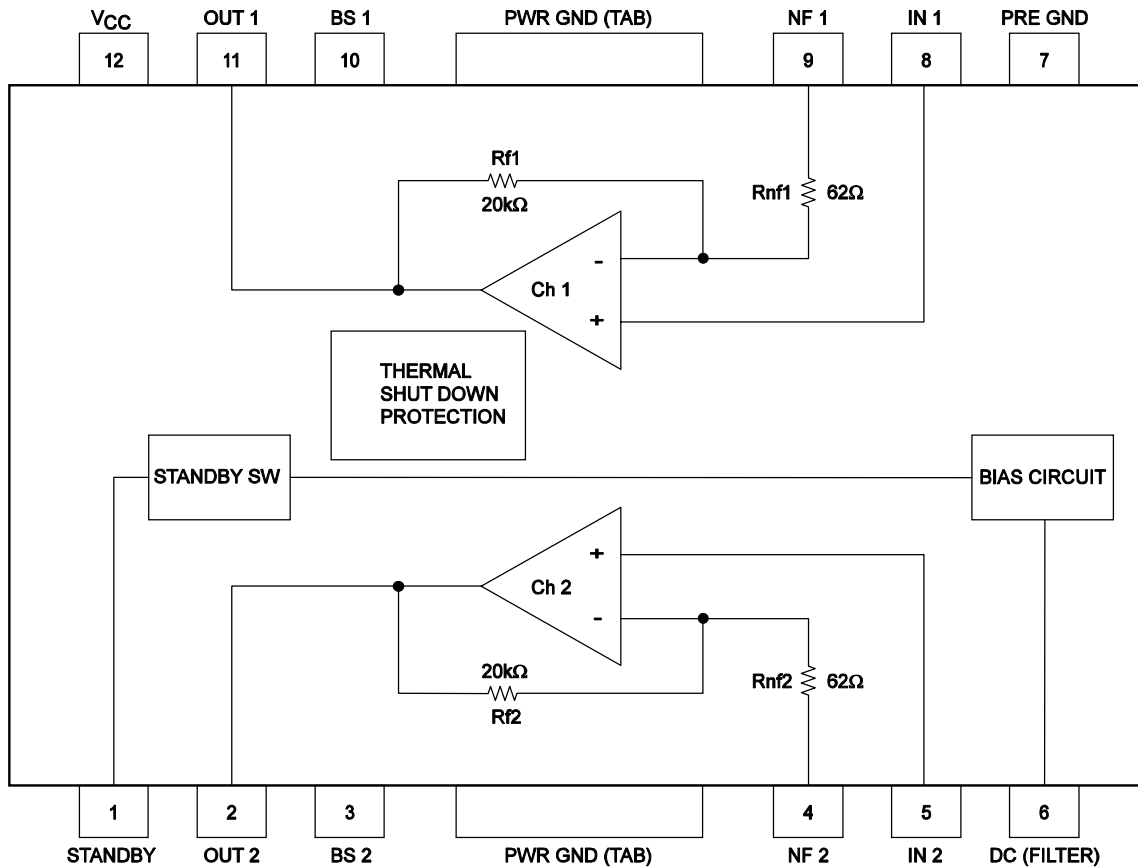 VCC OUT 1 BS 1 PWR GND (TAB) NF 1 IN 1 PRE GND
12 11 10 9 8 7
Rf1
20kΩ
Rnf1 62Ω
-
Ch 1
+
THERMAL
SHUT DOWN
PROTECTION
STANDBY SW BIAS CIRCUIT
+
Ch 2
-
20kΩ
Rf2
Rnf2 62Ω
1 2 3 4 5 6
STANDBY OUT 2 BS 2 PWR GND (TAB) NF 2 IN 2 DC (FILTER)